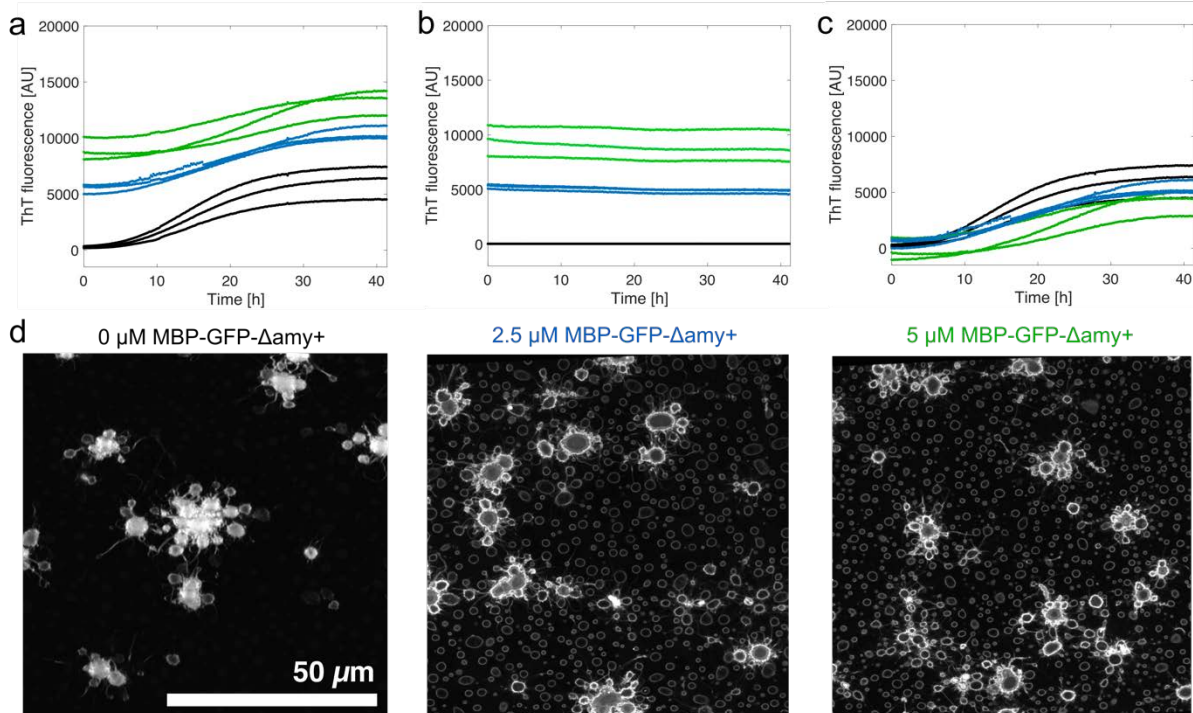 a
20000
15000
10000
5000
0
ThT fluorescence [AU]
0 10 20 30 40
Time [h]
b
20000
15000
10000
5000
0
ThT fluorescence [AU]
0 10 20 30 40
Time [h]
c
20000
15000
10000
5000
0
ThT fluorescence [AU]
0 10 20 30 40
Time [h]
d
0 µM MBP-GFP-Δamy+
2.5 µM MBP-GFP-Δamy+
5 µM MBP-GFP-Δamy+
50 µm